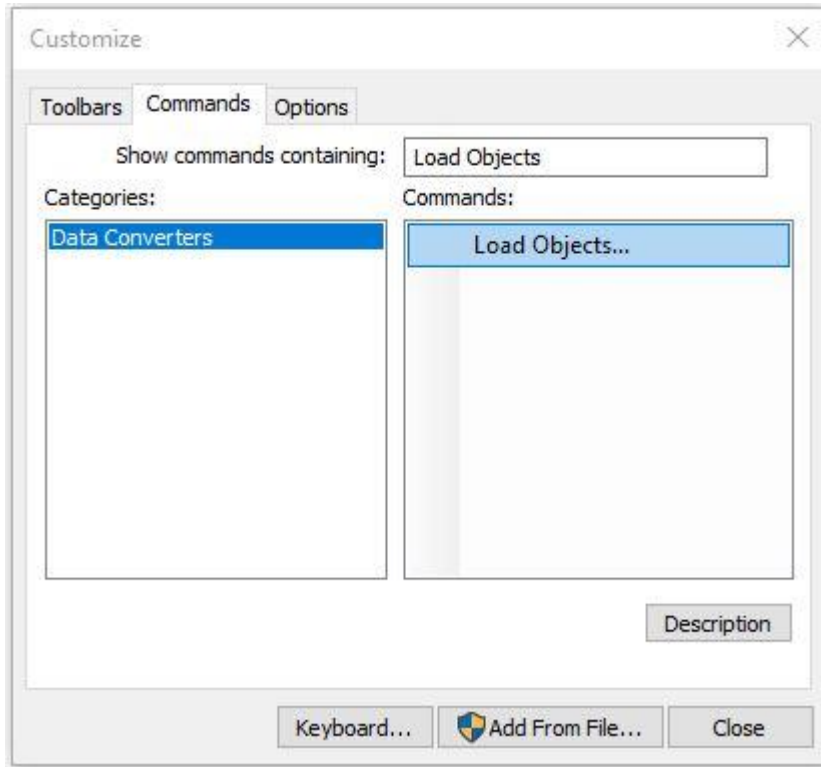 Customize
Toolbars Commands Options
Show commands containing: Load Objects
Categories: Commands:
Data Converters Load Objects...
Description
Keyboard... Add From File... Close